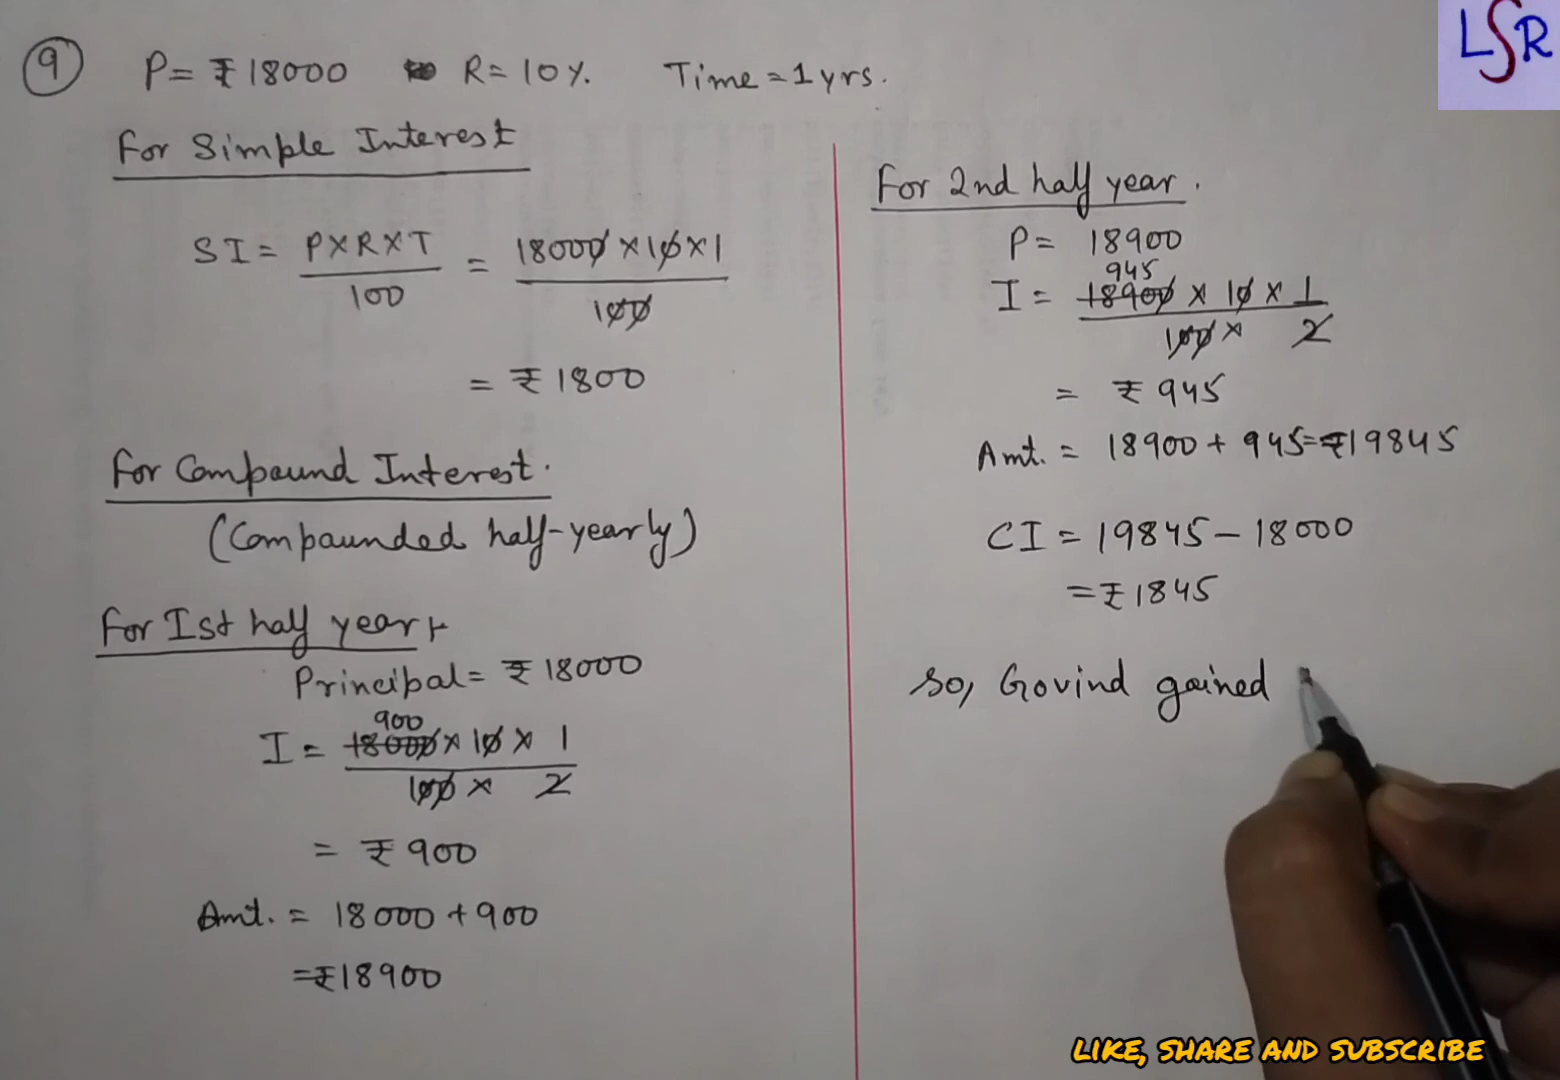 LSR
9 P = ₹ 18000 R = 10%. Time = 1 yrs.
For Simple Interest
SI = P×R×T / 100 = 18000 × 10 × 1 / 100
= ₹ 1800
For Compound Interest.
(Compounded half-yearly)
For Ist half year
Principal = ₹ 18000
900
I = 18000 × 10 × 1 / 100 × 2
= ₹ 900
Amt. = 18000 + 900
= ₹ 18900
For 2nd half year.
P = 18900
945
I = 18900 × 10 × 1 / 100 × 2
= ₹ 945
Amt. = 18900 + 945 = ₹19845
CI = 19845 – 18000
= ₹ 1845
So, Govind gained
LIKE, SHARE AND SUBSCRIBE